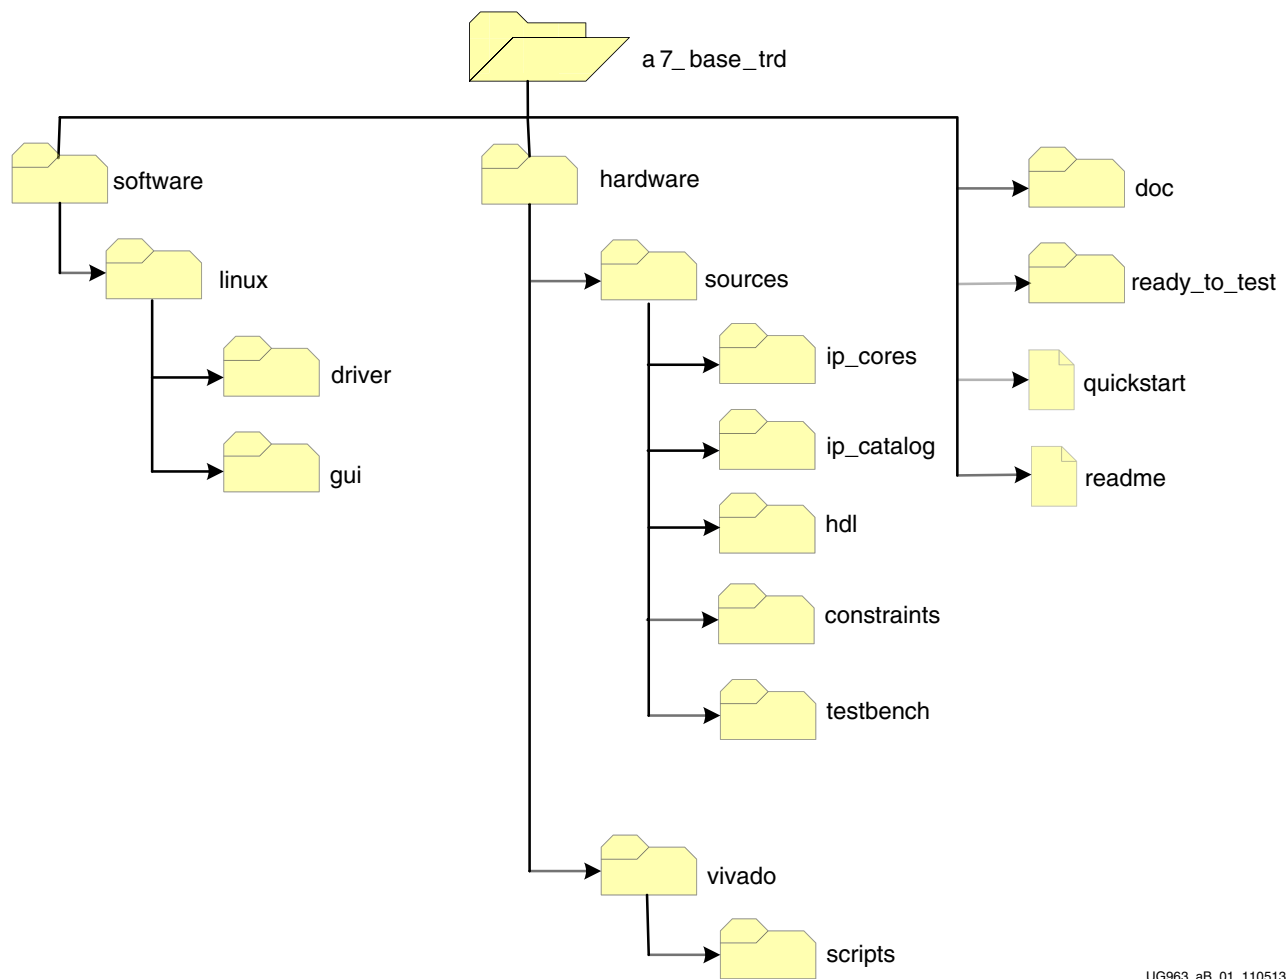 a7_base_trd
software
hardware
doc
linux
sources
ready_to_test
ip_cores
driver
quickstart
ip_catalog
gui
readme
hdl
constraints
testbench
vivado
scripts
UG963_aB_01_110513